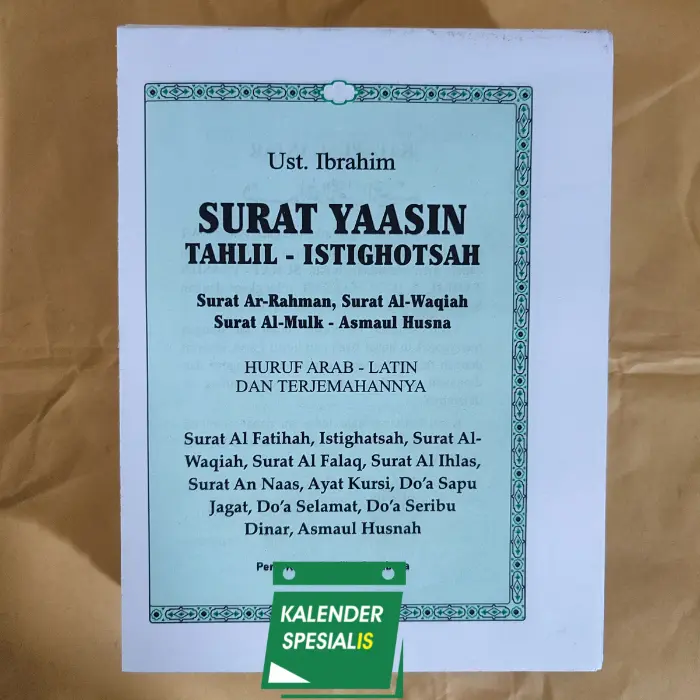 Ust. Ibrahim
SURAT YAASIN
TAHLIL - ISTIGHOTSAH
Surat Ar-Rahman, Surat Al-Waqiah
Surat Al-Mulk - Asmaul Husna
HURUF ARAB - LATIN
DAN TERJEMAHANNYA
Surat Al Fatihah, Istighatsah, Surat Al-
Waqiah, Surat Al Falaq, Surat Al Ihlas,
Surat An Naas, Ayat Kursi, Do'a Sapu
Jagat, Do'a Selamat, Do'a Seribu
Dinar, Asmaul Husnah
KALENDER
SPESIALIS